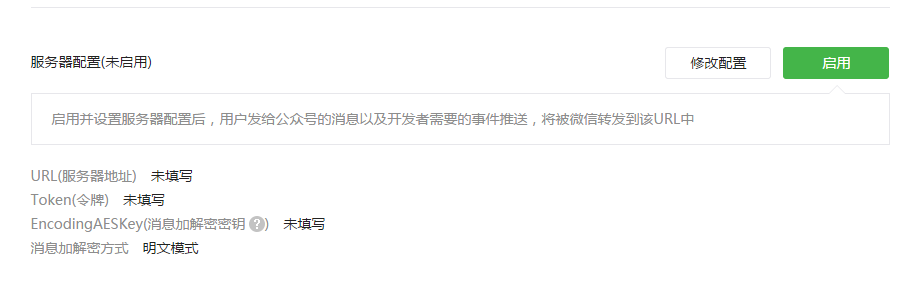 服务器配置(未启用)
修改配置
启用
启用并设置服务器配置后，用户发给公众号的消息以及开发者需要的事件推送，将被微信转发到该URL中
URL(服务器地址) 未填写
Token(令牌) 未填写
EncodingAESKey(消息加解密密钥 ?) 未填写
消息加解密方式 明文模式